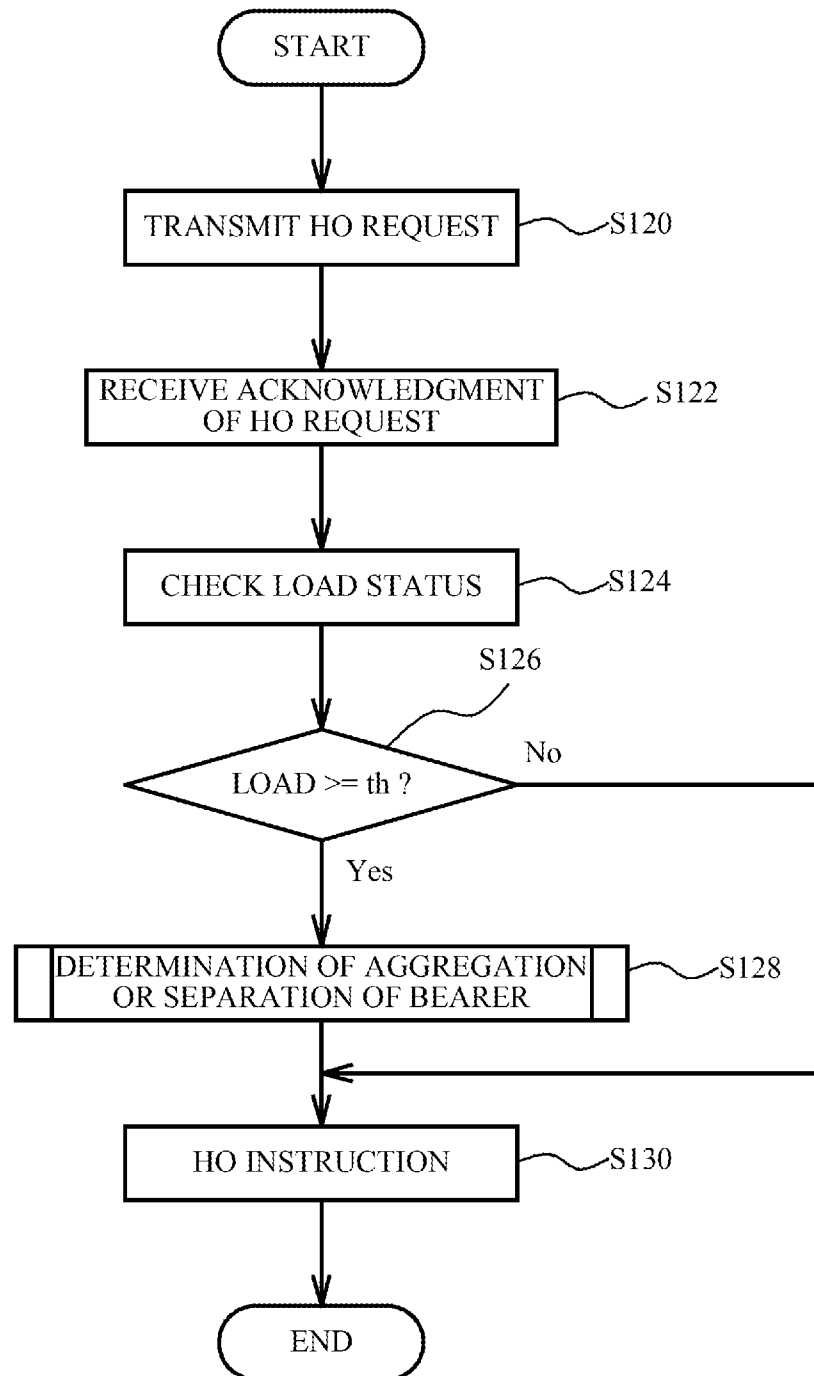 START
TRANSMIT HO REQUEST
S120
RECEIVE ACKNOWLEDGMENT
OF HO REQUEST
S122
CHECK LOAD STATUS
S124
S126
LOAD >= th ?
No
Yes
DETERMINATION OF AGGREGATION
OR SEPARATION OF BEARER
S128
HO INSTRUCTION
S130
END